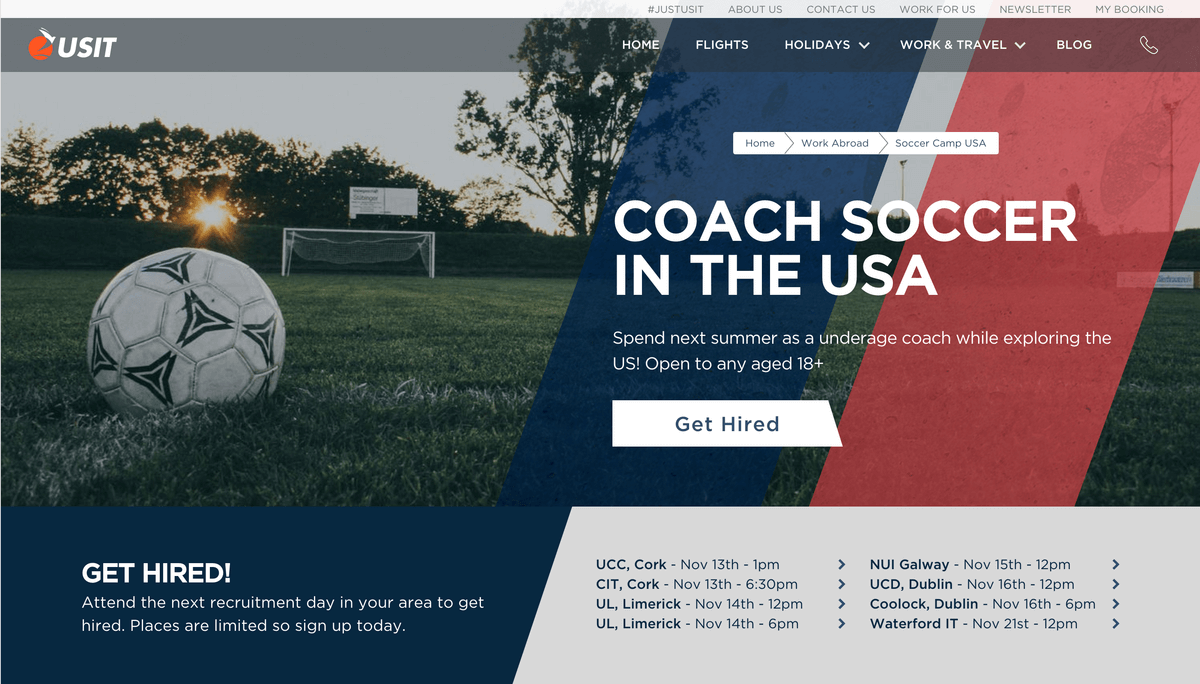 #JUSTUSIT ABOUT US CONTACT US WORK FOR US NEWSLETTER MY BOOKING
USIT HOME FLIGHTS HOLIDAYS WORK & TRAVEL BLOG
Home Work Abroad Soccer Camp USA
COACH SOCCER
IN THE USA
Spend next summer as a underage coach while exploring the
US! Open to any aged 18+
Get Hired
GET HIRED!
Attend the next recruitment day in your area to get
hired. Places are limited so sign up today.
UCC, Cork - Nov 13th - 1pm
CIT, Cork - Nov 13th - 6:30pm
UL, Limerick - Nov 14th - 12pm
UL, Limerick - Nov 14th - 6pm
NUI Galway - Nov 15th - 12pm
UCD, Dublin - Nov 16th - 12pm
Coolock, Dublin - Nov 16th - 6pm
Waterford IT - Nov 21st - 12pm